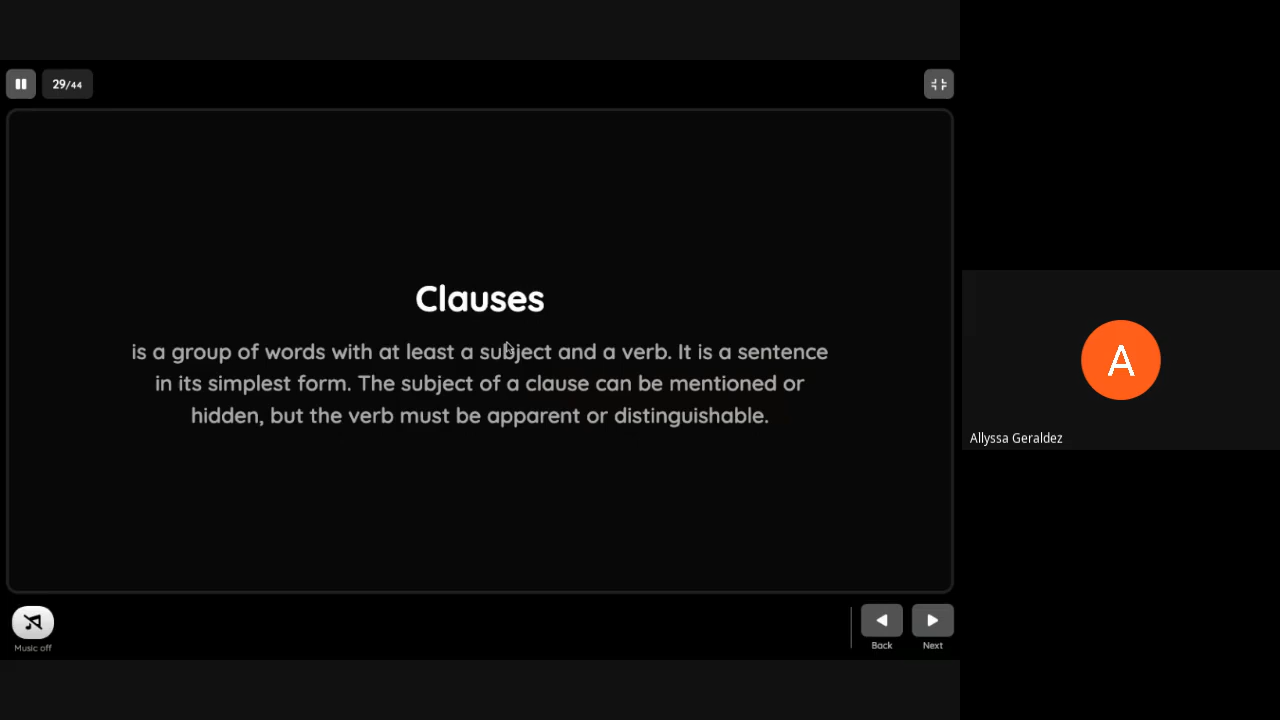 29/44
Clauses
is a group of words with at least a subject and a verb. It is a sentence
in its simplest form. The subject of a clause can be mentioned or
hidden, but the verb must be apparent or distinguishable.
A
Allyssa Geraldez
Music off
Back
Next